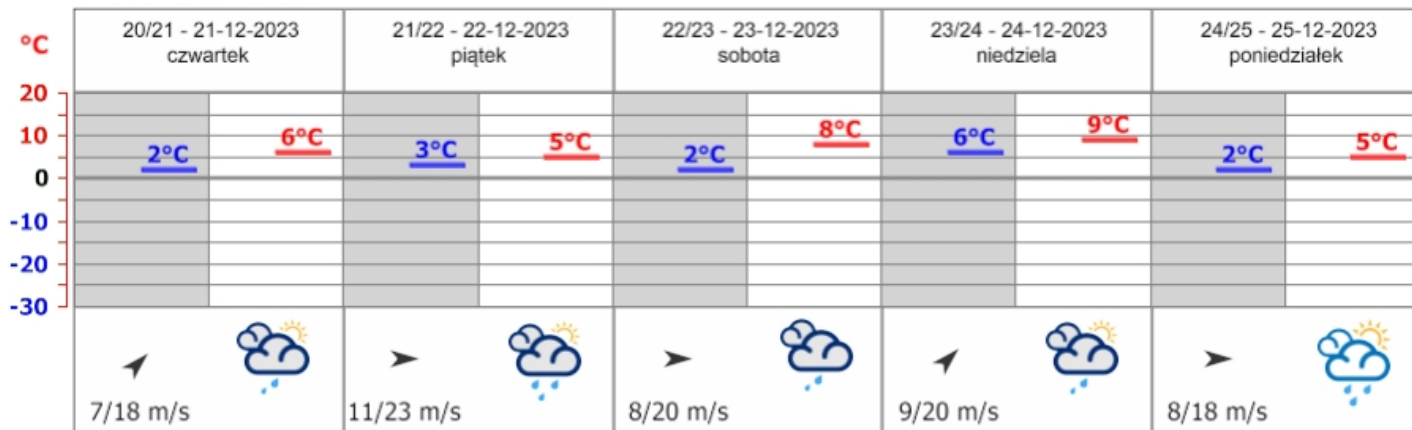 °C
20/21 - 21-12-2023
czwartek
21/22 - 22-12-2023
piątek
22/23 - 23-12-2023
sobota
23/24 - 24-12-2023
niedziela
24/25 - 25-12-2023
poniedziałek
20
10
0
-10
-20
-30
2°C
6°C
3°C
5°C
2°C
8°C
6°C
9°C
2°C
5°C
7/18 m/s
11/23 m/s
8/20 m/s
9/20 m/s
8/18 m/s